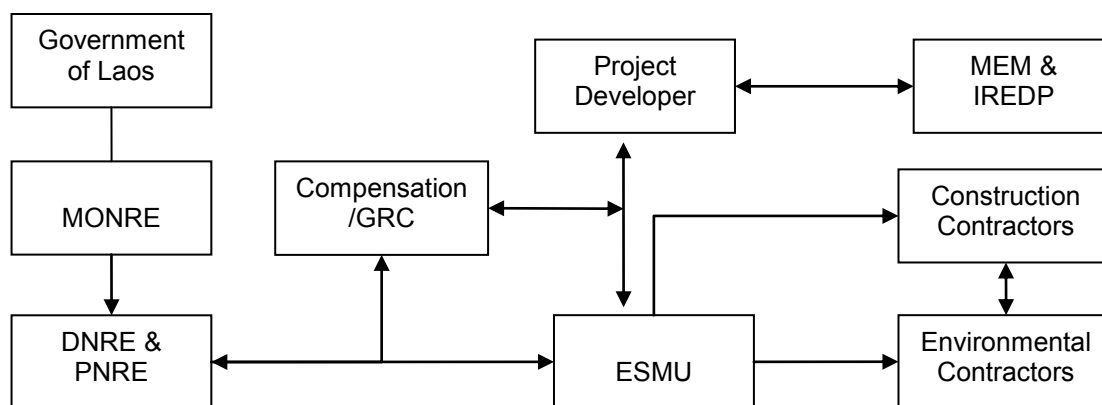 Government
of Laos
Project
Developer
MEM &
IREDP
MONRE
Compensation
/GRC
Construction
Contractors
DNRE &
PNRE
ESMU
Environmental
Contractors